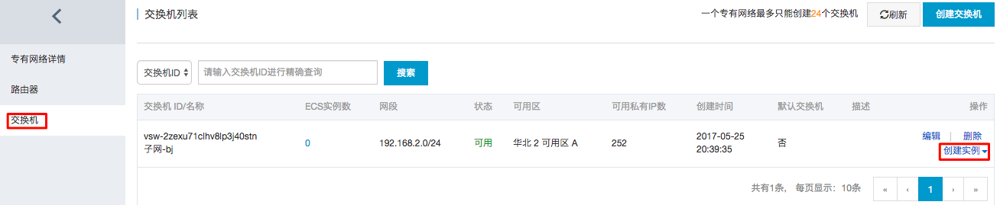 交换机列表
一个专有网络最多只能创建24个交换机
刷新
创建交换机
专有网络详情
路由器
交换机
交换机ID
请输入交换机ID进行精确查询
搜索
交换机 ID/名称 ECS实例数 网段 状态 可用区 可用私有IP数 创建时间 默认交换机 描述 操作
vsw-2zexu71clhv8lp3j40stn
子网-bj
0
192.168.2.0/24
可用
华北 2 可用区 A
252
2017-05-25
20:39:35
否
编辑 | 删除
创建实例
共有1条， 每页显示：10条
« ‹ 1 › »